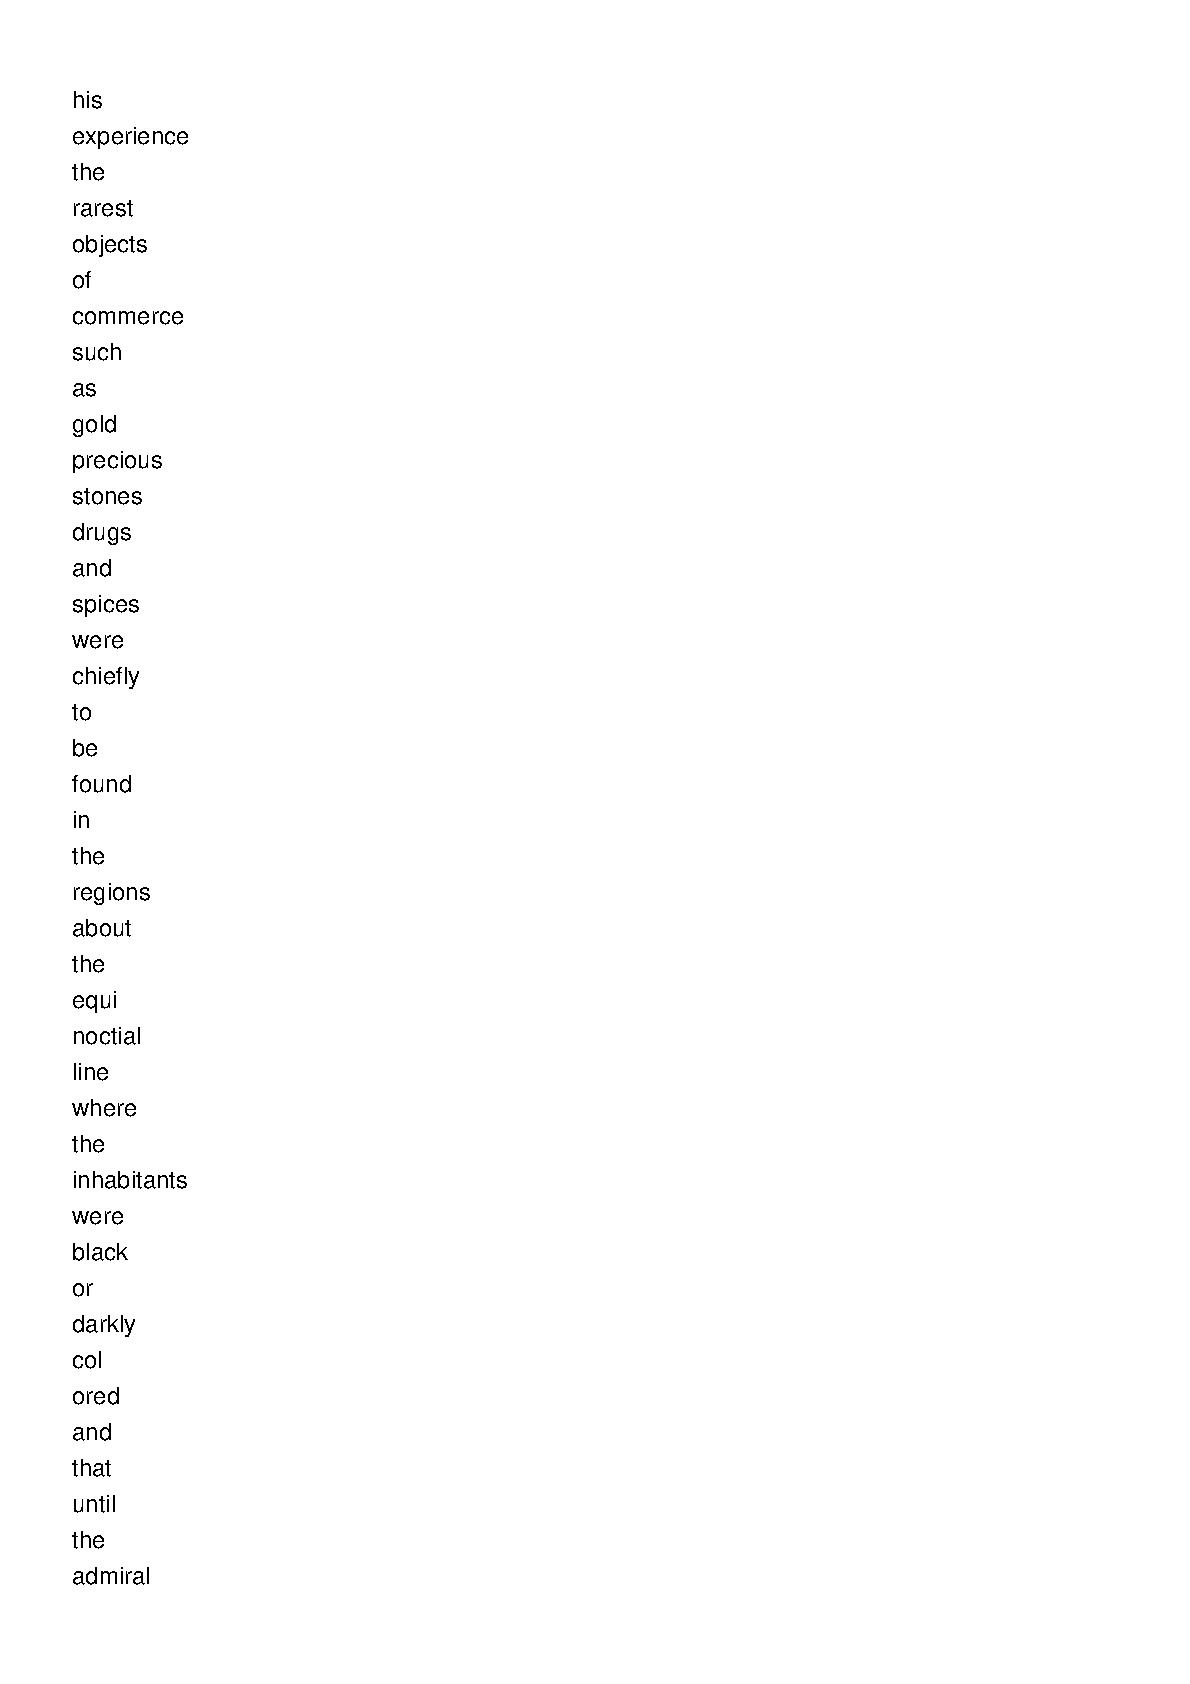 his
experience
the
rarest
objects
of
commerce
such
as
gold
precious
stones
drugs
and
spices
were
chiefly
to
be
found
in
the
regions
about
the
equi
noctial
line
where
the
inhabitants
were
black
or
darkly
col
ored
and
that
until
the
admiral